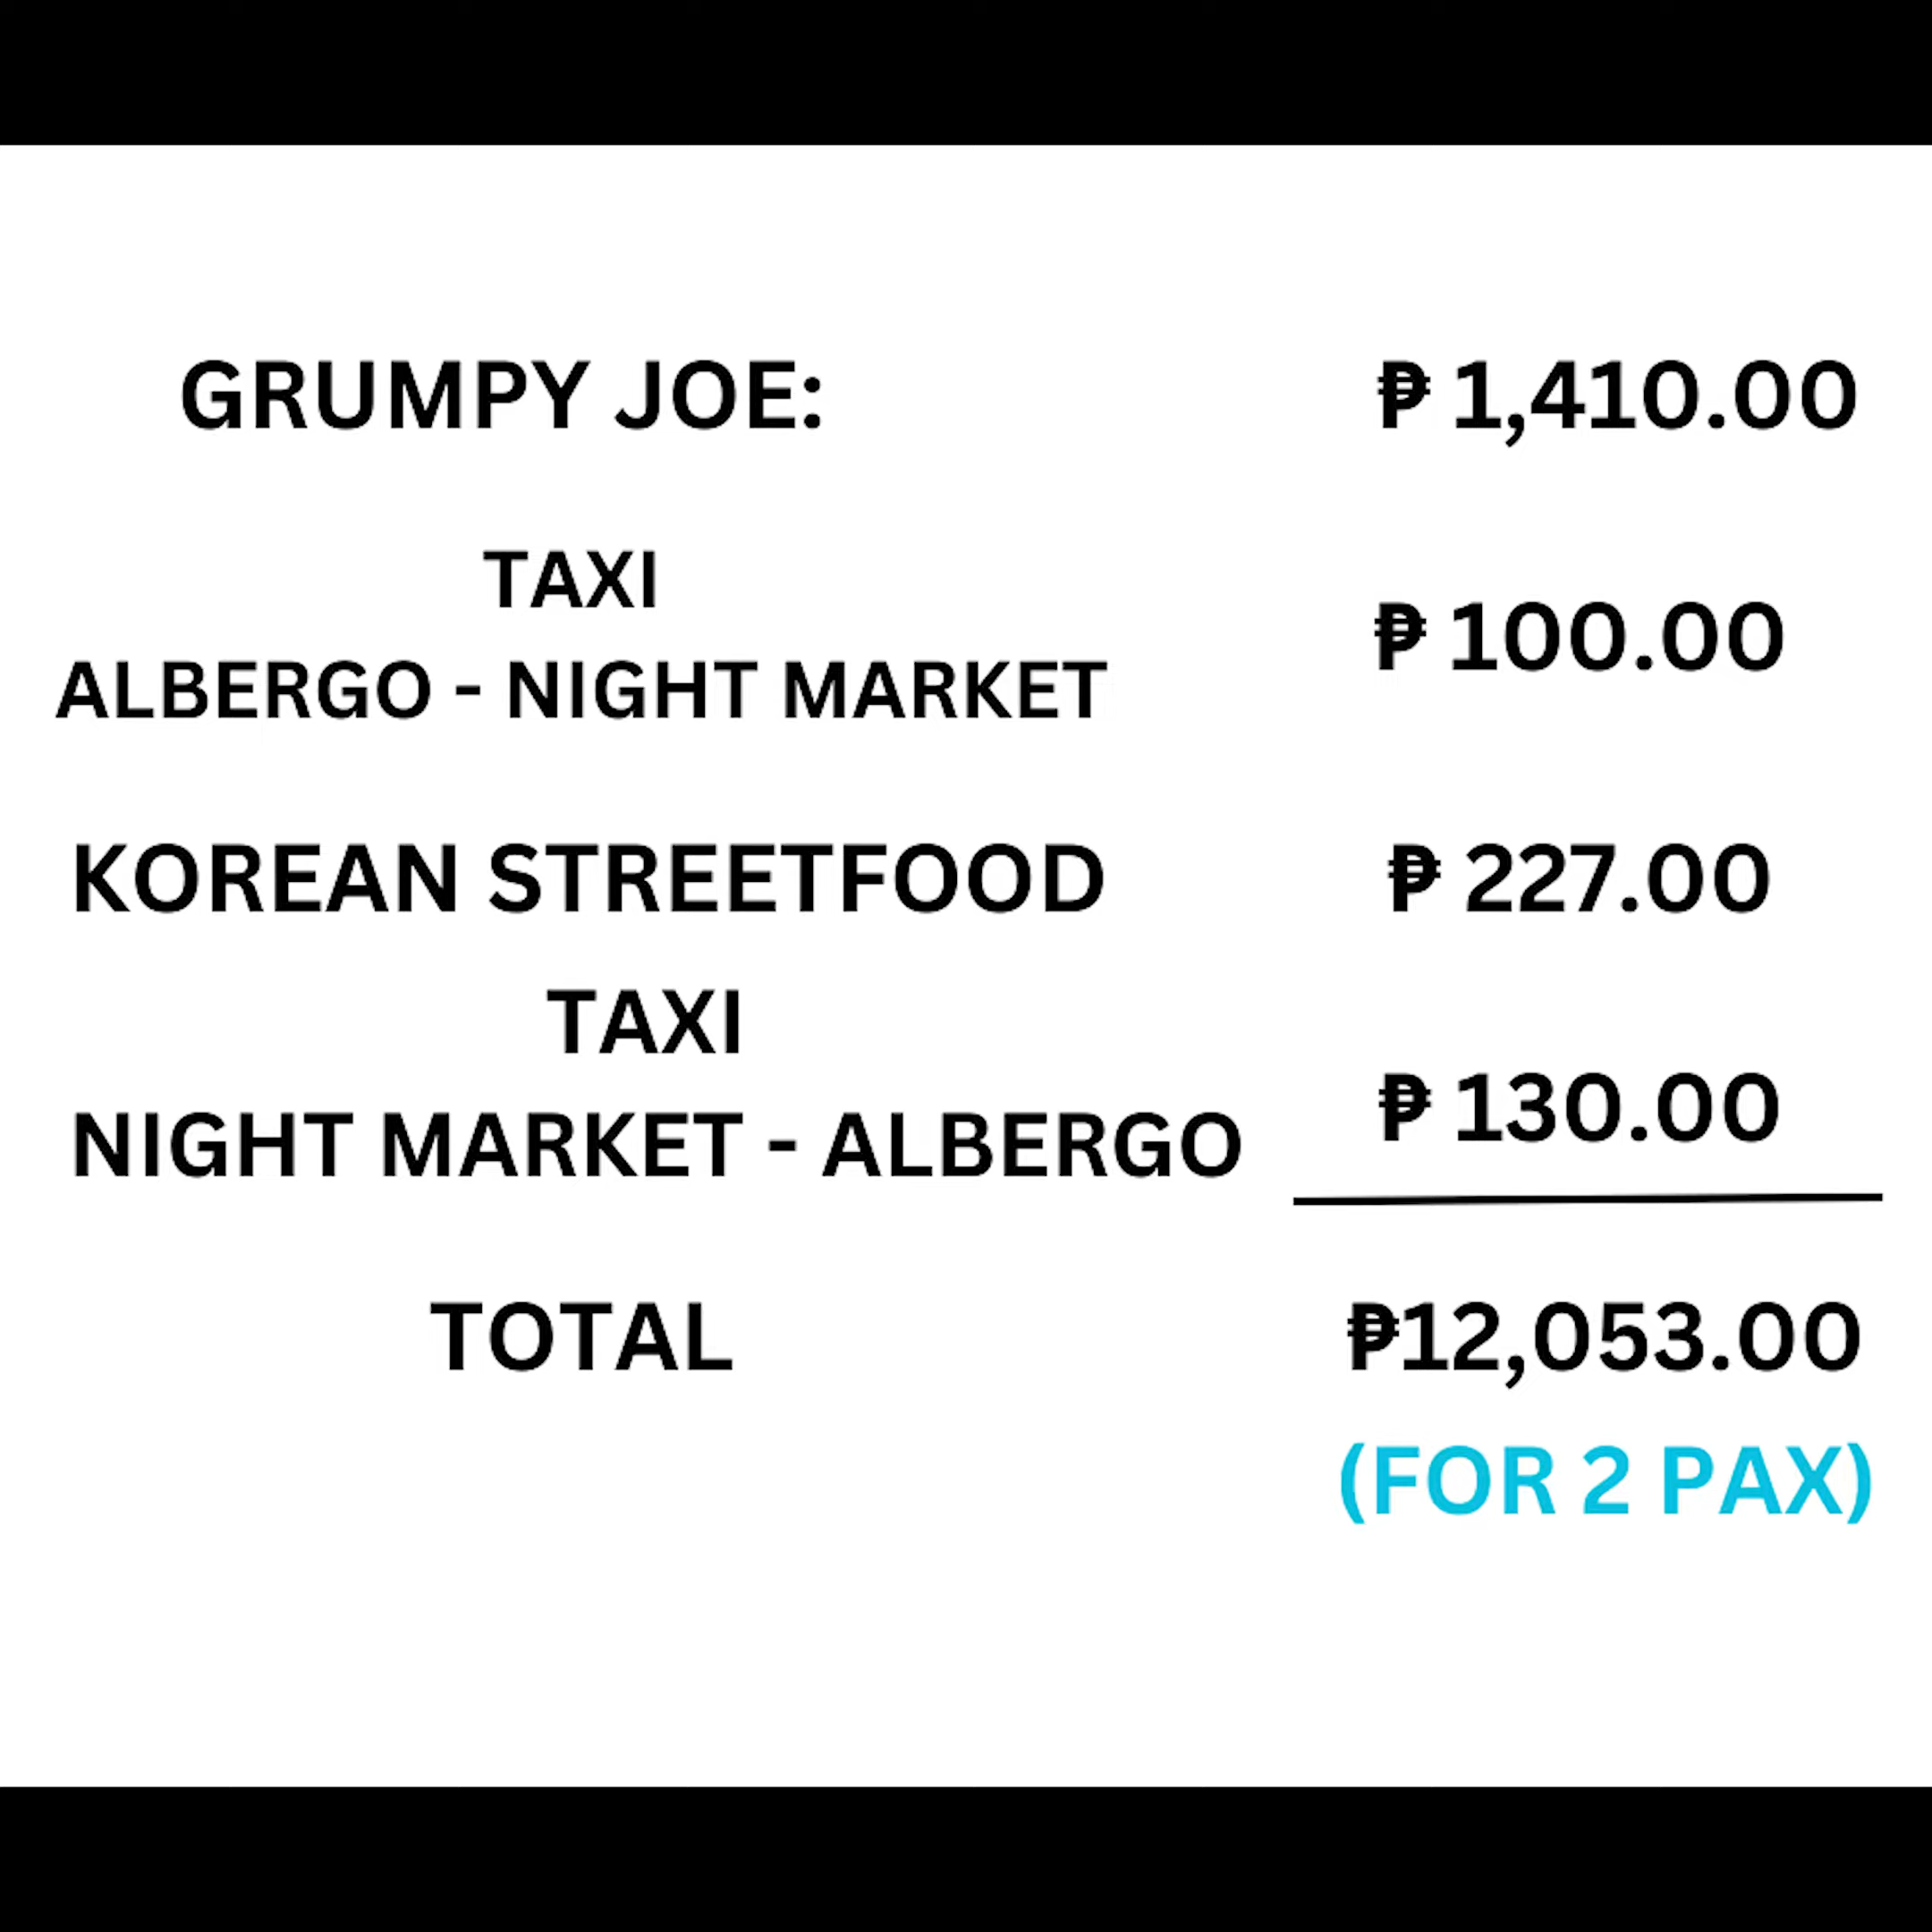 GRUMPY JOE: ₱ 1,410.00
TAXI
ALBERGO - NIGHT MARKET ₱ 100.00
KOREAN STREETFOOD ₱ 227.00
TAXI
NIGHT MARKET - ALBERGO ₱ 130.00
TOTAL ₱12,053.00
(FOR 2 PAX)